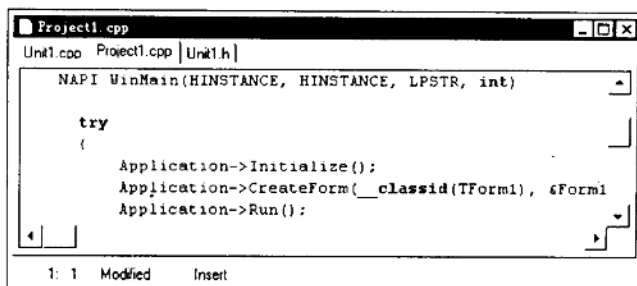 Project1.cpp
Unit1.cpp Project1.cpp Unit1.h
NAPI WinMain(HINSTANCE, HINSTANCE, LPSTR, int)
try
{
Application->Initialize();
Application->CreateForm(__classid(TForm1), &Form1
Application->Run();
1: 1 Modified Insert